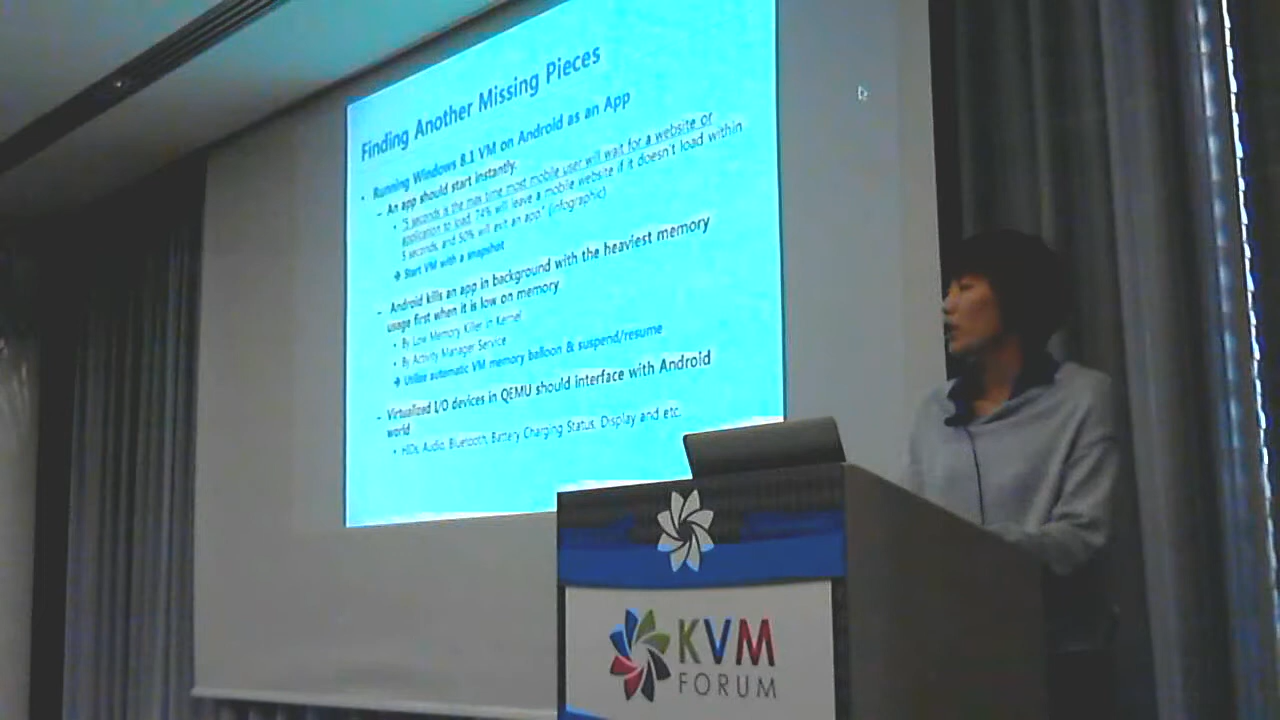 Finding Another Missing Pieces
• Running Windows 8.1 VM on Android as an App
– An app should start instantly.
• "5 seconds is the max time most mobile user will wait for a website or
application to load. 74% will leave a mobile website if it doesn't load within
5 seconds, and 50% will exit an app" (infographic)
→ Start VM with a snapshot
– Android kills an app in background with the heaviest memory
usage first when it is low on memory
• By Low Memory Killer in Kernel
• By Activity Manager Service
→ Utilize automatic VM memory balloon & suspend/resume
– Virtualized I/O devices in QEMU should interface with Android
world
• HIDs, Audio, Bluetooth, Battery Charging Status, Display and etc.
KVM
FORUM